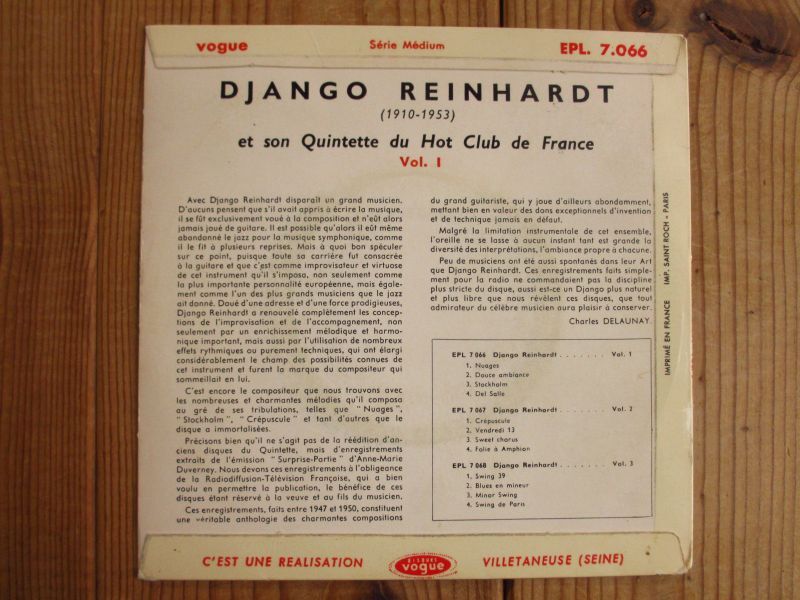 vogue Série Médium EPL. 7.066
DJANGO REINHARDT
(1910-1953)
et son Quintette du Hot Club de France
Vol. 1
Avec Django Reinhardt disparaît un grand musicien.
D'aucuns pensent que s'il avait appris à écrire la musique,
il se fût exclusivement voué à la composition et n'eût alors
jamais joué de guitare. Il est possible qu'alors il eût même
abandonné le jazz pour la musique symphonique, comme
il le fit à plusieurs reprises. Mais à quoi bon spéculer
sur ce point, puisque toute sa carrière fut consacrée
à la guitare et que c'est comme improvisateur et virtuose
de cet instrument qu'il s'imposa, non seulement comme
la plus importante personnalité européenne, mais égale-
ment comme l'un des plus grands musiciens que le jazz
ait donné. Doué d'une adresse et d'une force prodigieuses,
Django Reinhardt a renouvelé complètement les concep-
tions de l'improvisation et de l'accompagnement, non
seulement par un enrichissement mélodique et harmo-
nique important, mais aussi par l'utilisation de nombreux
effets rythmiques ou purement techniques, qui ont élargi
considérablement le champ des possibilités connues de
cet instrument et furent la marque du compositeur qui
sommeillait en lui.
C'est encore le compositeur que nous trouvons avec
les nombreuses et charmantes mélodies qu'il composa
au gré de ses tribulations, telles que "Nuages",
"Stockholm", "Crépuscule" et tant d'autres que le
disque a immortalisées.
Précisons bien qu'il ne s'agit pas de la réédition d'an-
ciens disques du Quintette, mais d'enregistrements
extraits de l'émission "Surprise-Partie" d'Anne-Marie
Duverney. Nous devons ces enregistrements à l'obligeance
de la Radiodiffusion-Télévision Française, qui a bien
voulu en permettre la publication, le bénéfice de ces
disques étant réservé à la veuve et au fils du musicien.
Ces enregistrements, faits entre 1947 et 1950, constituent
une véritable anthologie des charmantes compositions
du grand guitariste, qui y joue d'ailleurs abondamment,
mettant bien en valeur des dons exceptionnels d'invention
et de technique jamais en défaut.
Malgré la limitation instrumentale de cet ensemble,
l'oreille ne se lasse à aucun instant tant est grande la
diversité des interprétations, l'ambiance propre à chacune.
Peu de musiciens ont été aussi spontanés dans leur Art
que Django Reinhardt. Ces enregistrements faits simple-
ment pour la radio ne commandaient pas la discipline
plus stricte du disque, aussi est-ce un Django plus naturel
et plus libre que nous révèlent ces disques, que tout
admirateur du célèbre musicien aura plaisir à conserver.
Charles DELAUNAY.
EPL 7 066 Django Reinhardt . . . . . . . Vol. 1
1. Nuages
2. Douce ambiance
3. Stockholm
4. Del Salle
EPL 7 067 Django Reinhardt . . . . . . . Vol. 2
1. Crépuscule
2. Vendredi 13
3. Sweet chorus
4. Folie à Amphion
EPL 7 068 Django Reinhardt . . . . . . . Vol. 3
1. Swing 39
2. Blues en mineur
3. Minor Swing
4. Swing de Paris
IMPRIMÉ EN FRANCE IMP. SAINT ROCH - PARIS
C'EST UNE REALISATION DISQUES vogue VILLETANEUSE (SEINE)